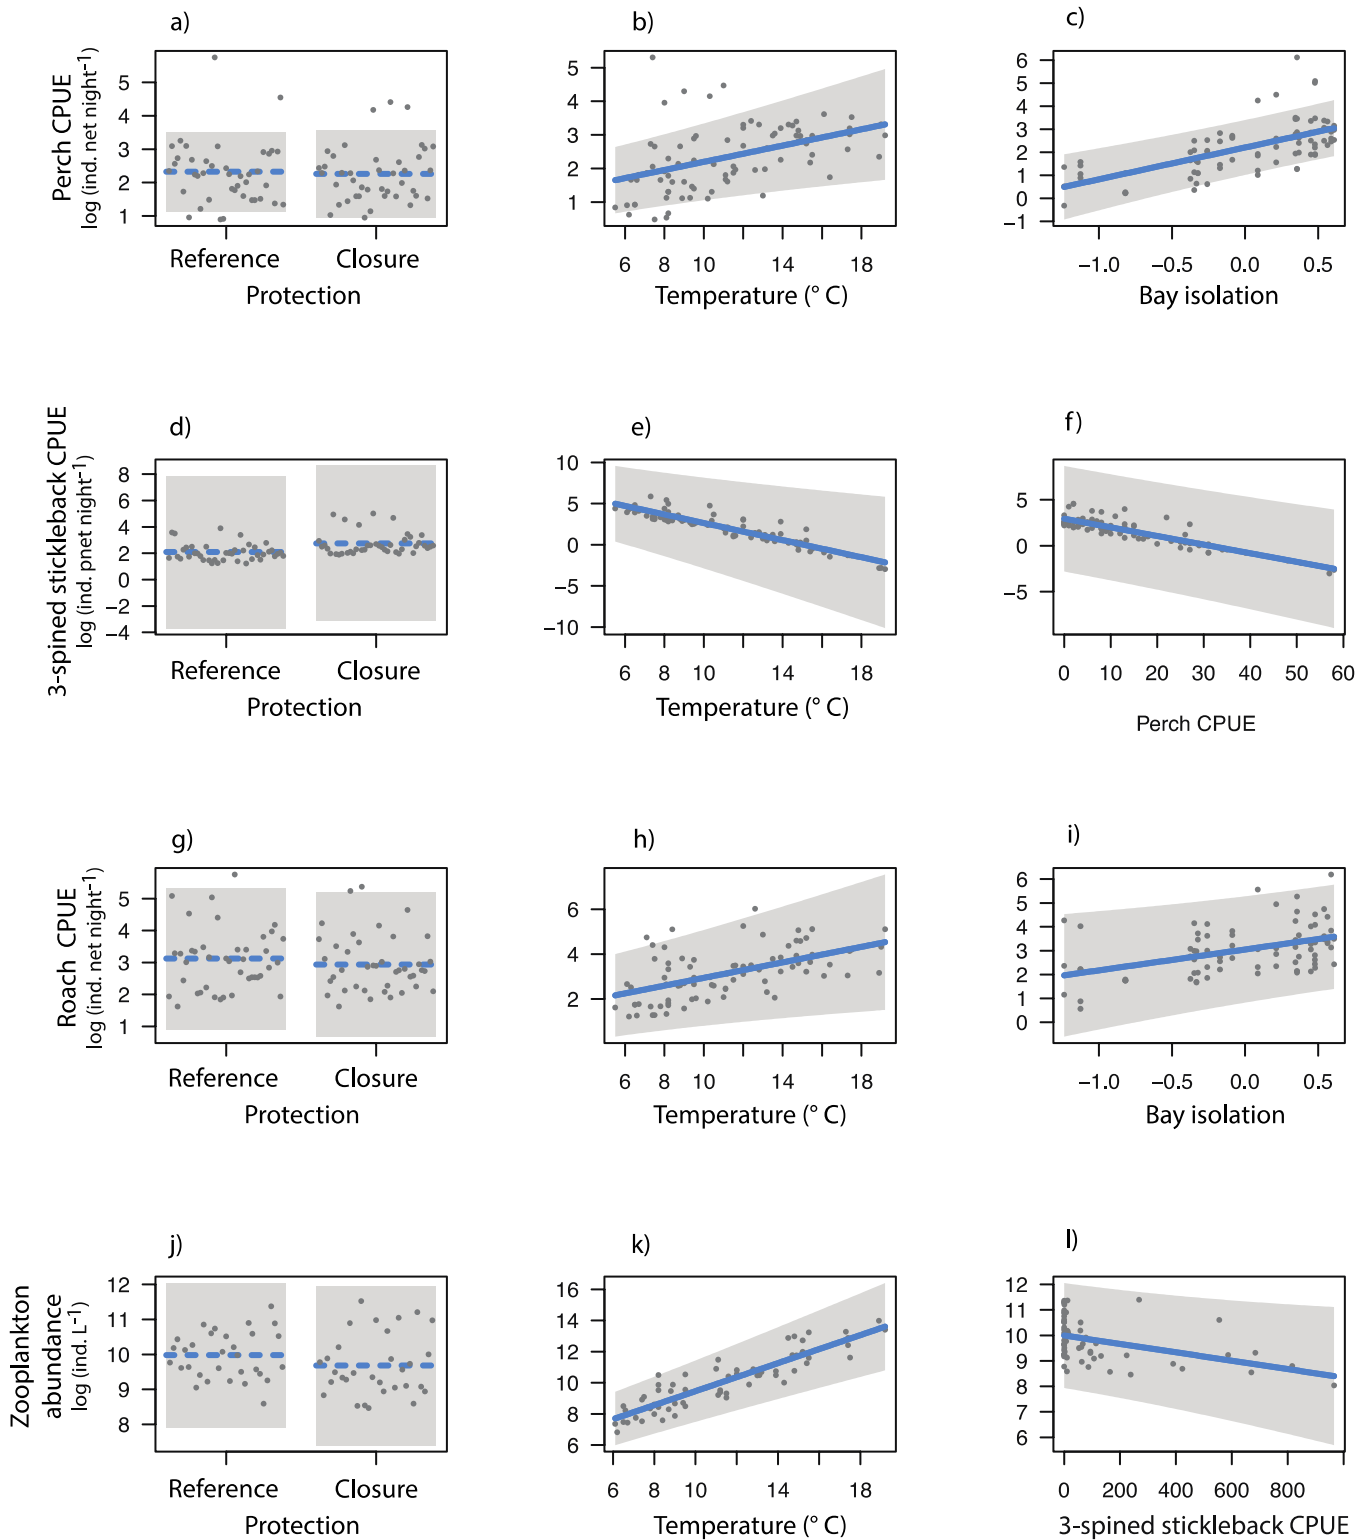 a)
Perch CPUE
log (ind. net night⁻¹)
5
4
3
2
1
Reference
Closure
Protection
b)
5
4
3
2
1
6
8
10
14
18
Temperature (° C)
c)
6
5
4
3
2
1
0
−1
−1.0
−0.5
0.0
0.5
Bay isolation
d)
3-spined stickleback CPUE
log (ind. pnet night⁻¹)
8
6
4
2
0
−2
−4
Reference
Closure
Protection
e)
10
5
0
−5
−10
6
8
10
14
18
Temperature (° C)
f)
5
0
−5
0
10
20
30
40
50
60
Perch CPUE
g)
Roach CPUE
log (ind. net night⁻¹)
5
4
3
2
1
Reference
Closure
Protection
h)
6
4
2
6
8
10
14
18
Temperature (° C)
i)
6
5
4
3
2
1
0
−1.0
−0.5
0.0
0.5
Bay isolation
j)
Zooplankton
abundance
log (ind. L⁻¹)
12
11
10
9
8
Reference
Closure
Protection
k)
16
14
12
10
8
6
6
8
10
14
18
Temperature (° C)
l)
12
11
10
9
8
7
6
0
200
400
600
800
3-spined stickleback CPUE